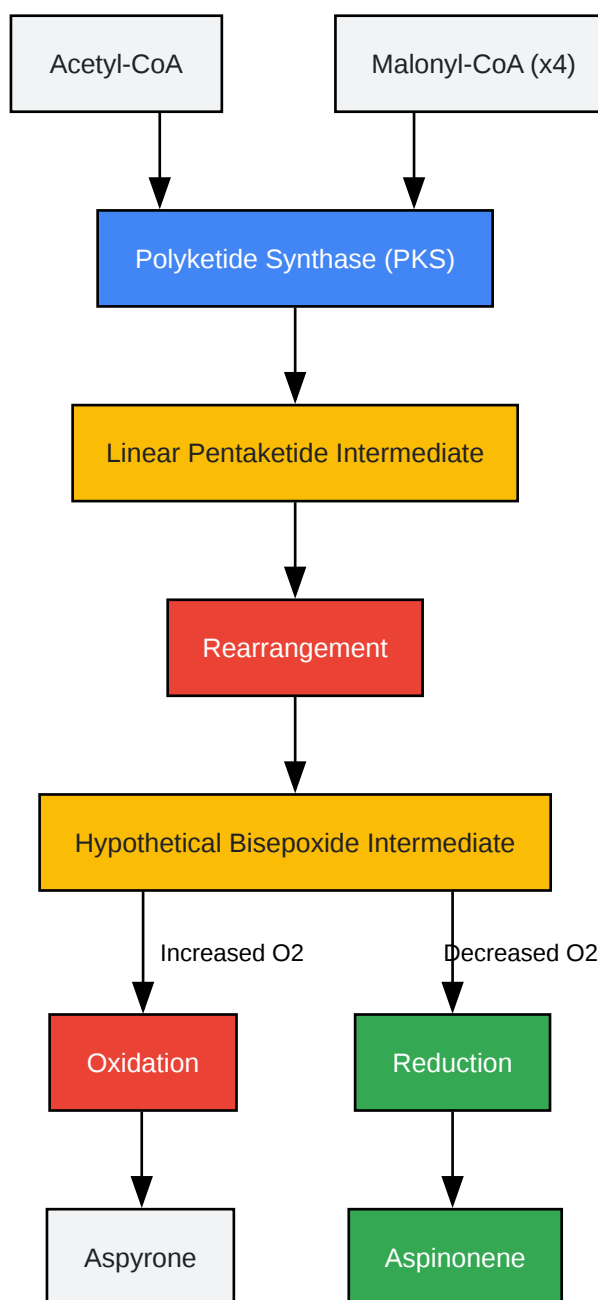 Acetyl-CoA
Malonyl-CoA (x4)
Polyketide Synthase (PKS)
Linear Pentaketide Intermediate
Rearrangement
Hypothetical Bisepoxide Intermediate
Increased O2
Decreased O2
Oxidation
Reduction
Aspyrone
Aspinonene